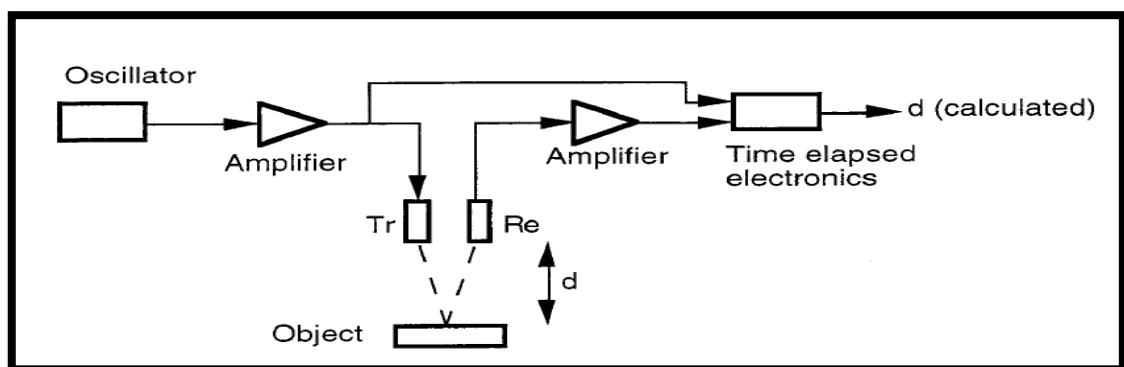 Oscillator
Amplifier
Amplifier
d (calculated)
Time elapsed
electronics
Tr
Re
d
Object